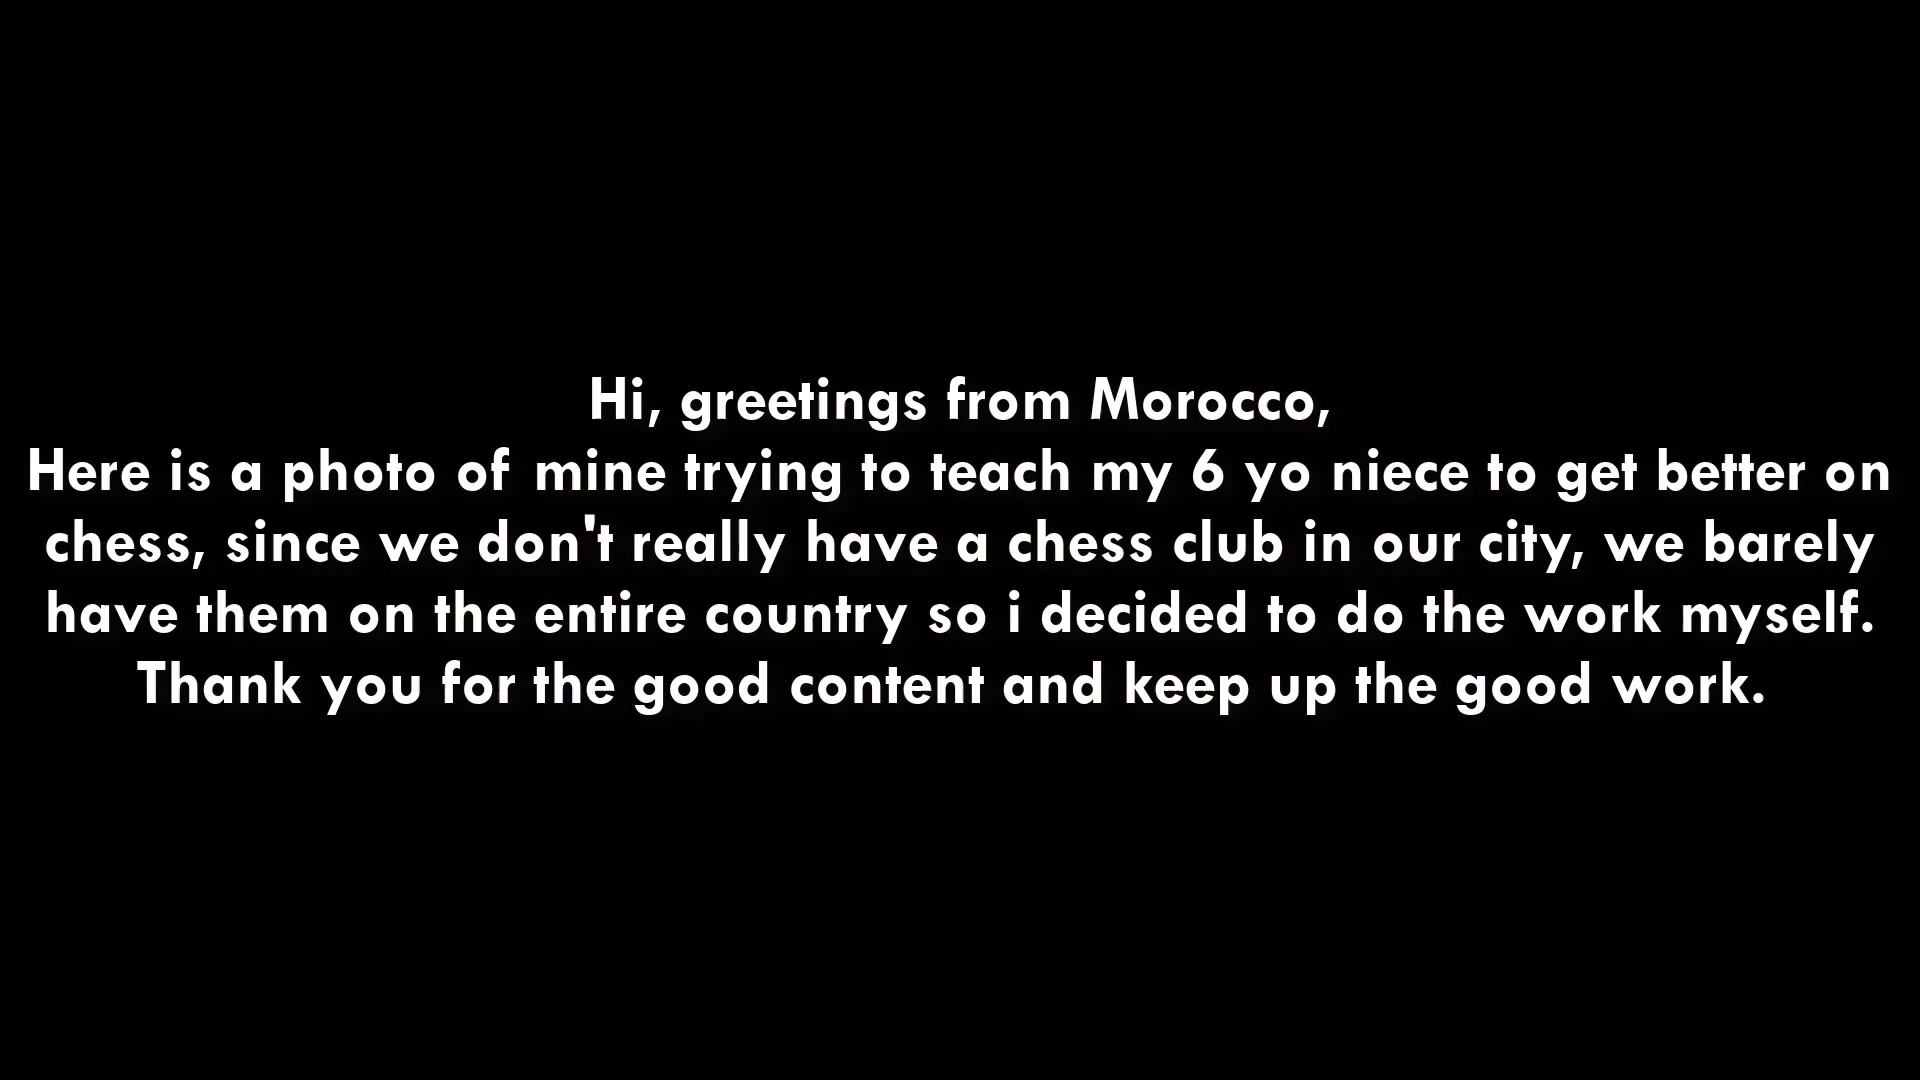 Hi, greetings from Morocco,
Here is a photo of mine trying to teach my 6 yo niece to get better on
chess, since we don't really have a chess club in our city, we barely
have them on the entire country so i decided to do the work myself.
Thank you for the good content and keep up the good work.